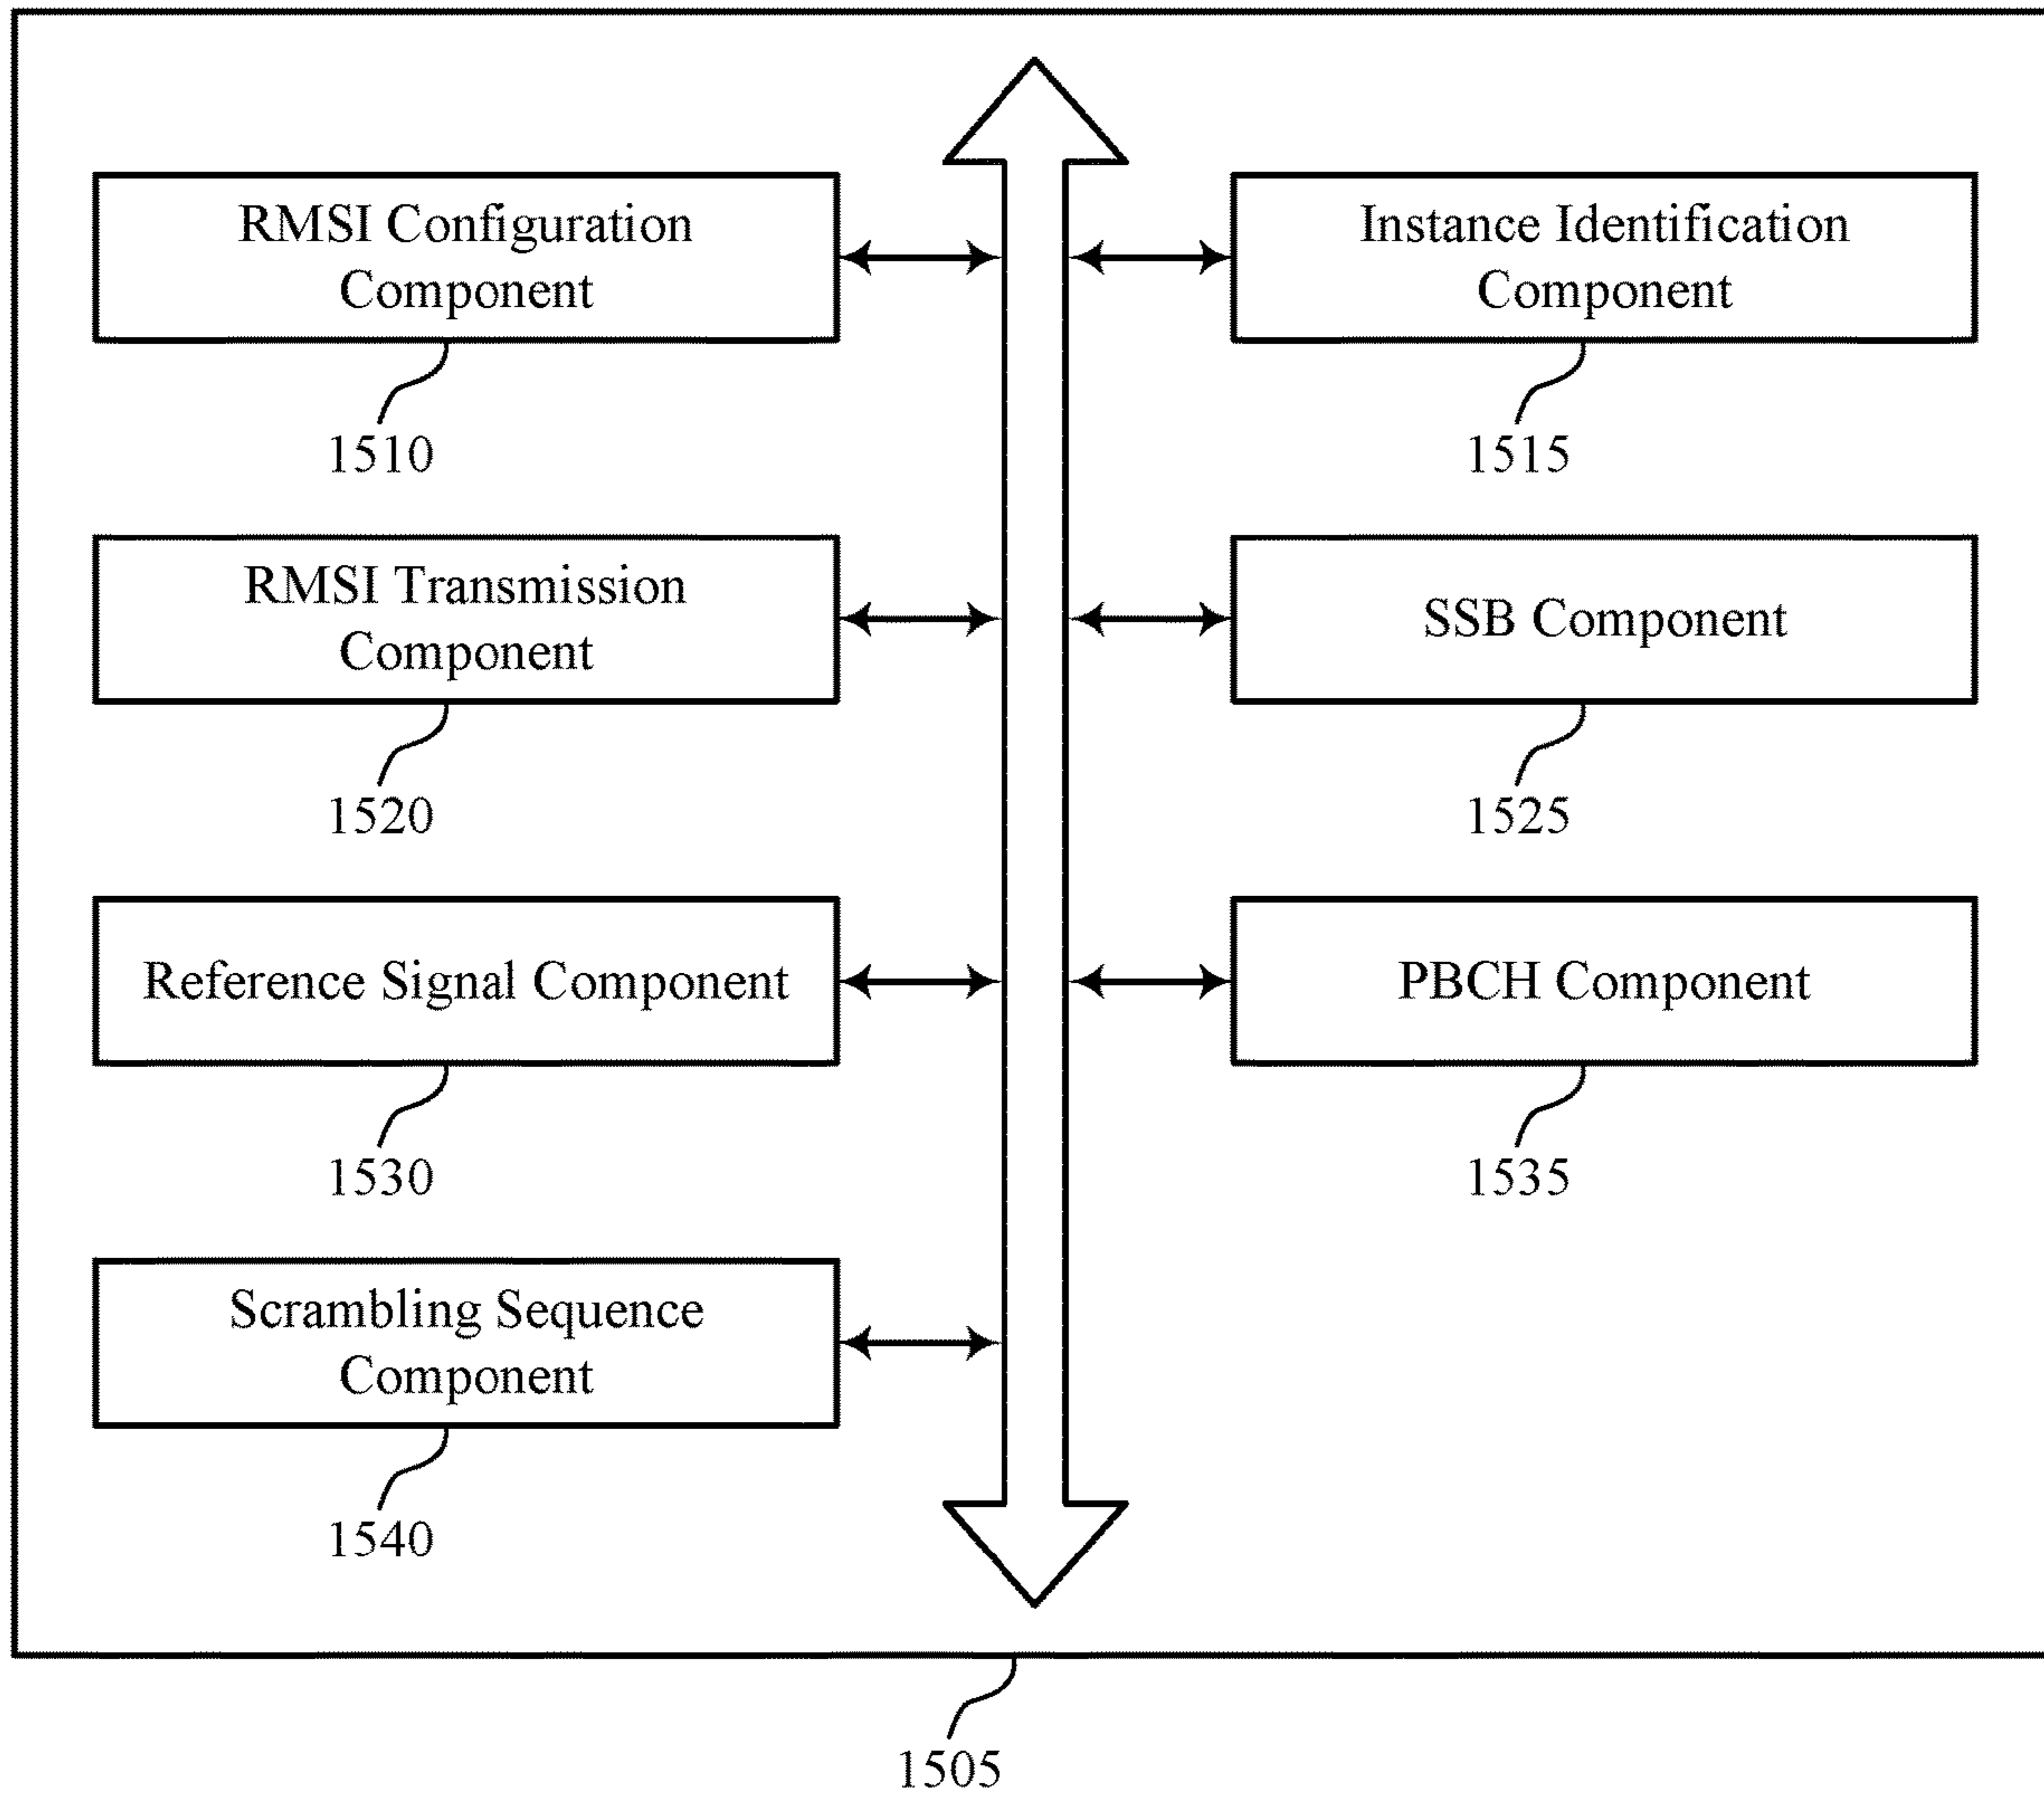 RMSI Configuration
Component
1510
Instance Identification
Component
1515
RMSI Transmission
Component
1520
SSB Component
1525
Reference Signal Component
1530
PBCH Component
1535
Scrambling Sequence
Component
1540
1505